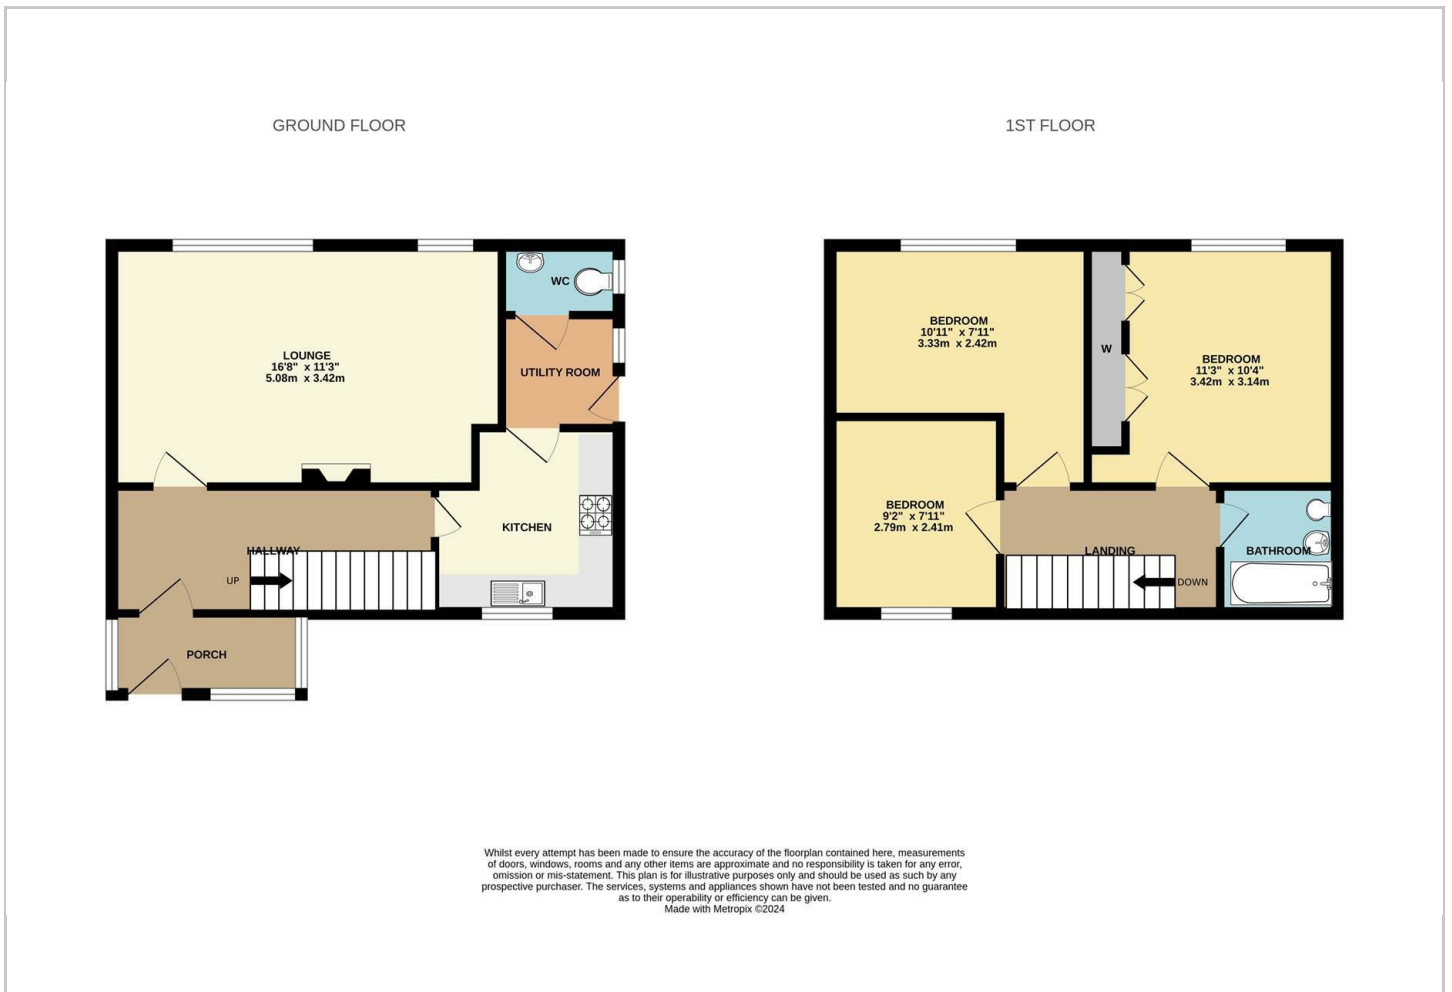 GROUND FLOOR
LOUNGE
16'8" x 11'3"
5.08m x 3.42m
WC
UTILITY ROOM
KITCHEN
HALLWAY
UP
PORCH
1ST FLOOR
BEDROOM
10'11" x 7'11"
3.33m x 2.42m
W
BEDROOM
11'3" x 10'4"
3.42m x 3.14m
BEDROOM
9'2" x 7'11"
2.79m x 2.41m
LANDING
DOWN
BATHROOM
Whilst every attempt has been made to ensure the accuracy of the floorplan contained here, measurements
of doors, windows, rooms and any other items are approximate and no responsibility is taken for any error,
omission or mis-statement. This plan is for illustrative purposes only and should be used as such by any
prospective purchaser. The services, systems and appliances shown have not been tested and no guarantee
as to their operability or efficiency can be given.
Made with Metropix ©2024